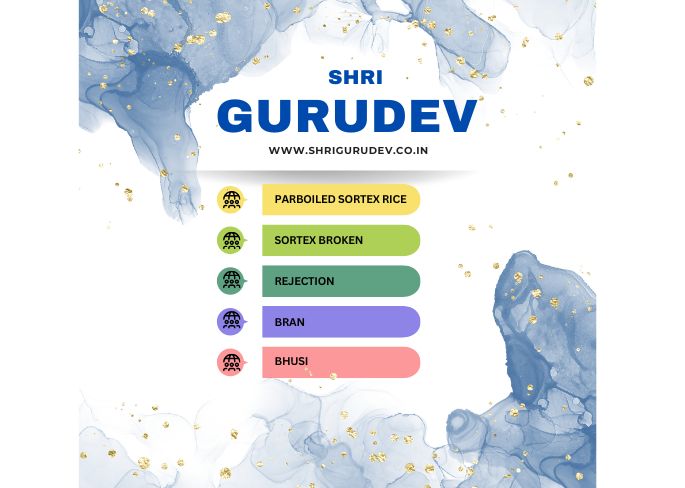 SHRI
GURUDEV
WWW.SHRIGURUDEV.CO.IN
PARBOILED SORTEX RICE
SORTEX BROKEN
REJECTION
BRAN
BHUSI